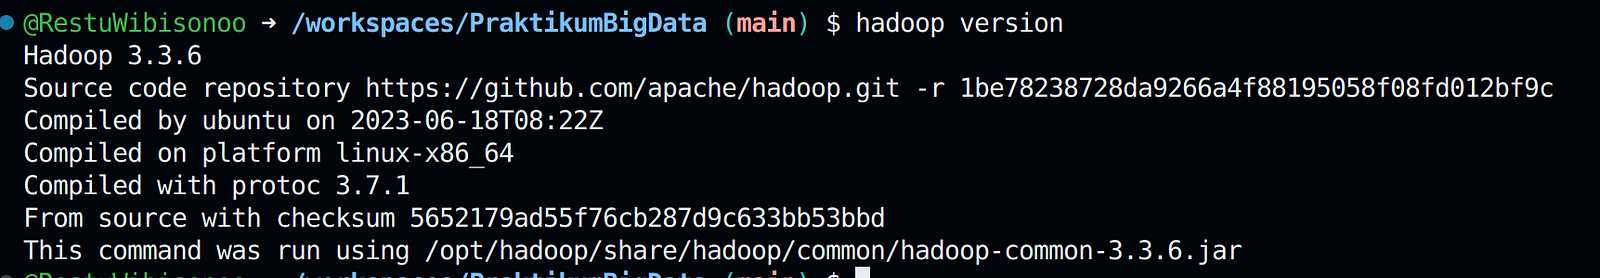 @RestuWibisonoo → /workspaces/PraktikumBigData (main) $ hadoop version
Hadoop 3.3.6
Source code repository https://github.com/apache/hadoop.git -r 1be78238728da9266a4f88195058f08fd012bf9c
Compiled by ubuntu on 2023-06-18T08:22Z
Compiled on platform linux-x86_64
Compiled with protoc 3.7.1
From source with checksum 5652179ad55f76cb287d9c633bb53bbd
This command was run using /opt/hadoop/share/hadoop/common/hadoop-common-3.3.6.jar
@RestuWibisonoo → /workspaces/PraktikumBigData (main) $